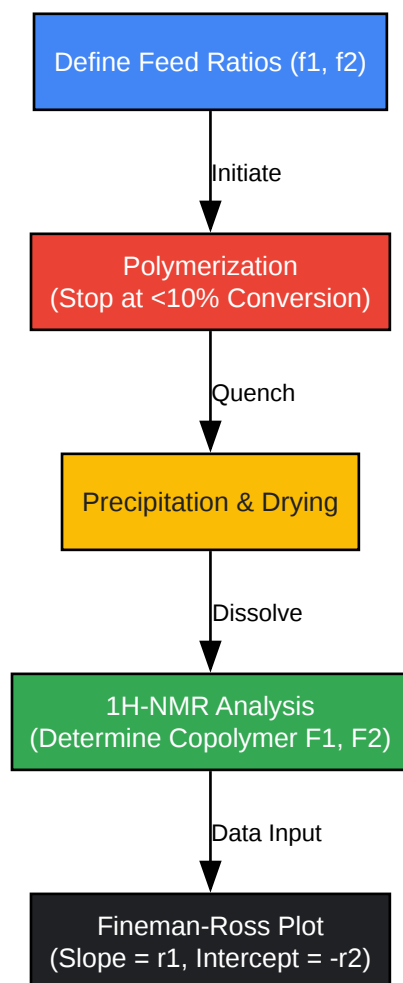 Define Feed Ratios (f1, f2)
Initiate
Polymerization
(Stop at <10% Conversion)
Quench
Precipitation & Drying
Dissolve
1H-NMR Analysis
(Determine Copolymer F1, F2)
Data Input
Fineman-Ross Plot
(Slope = r1, Intercept = -r2)